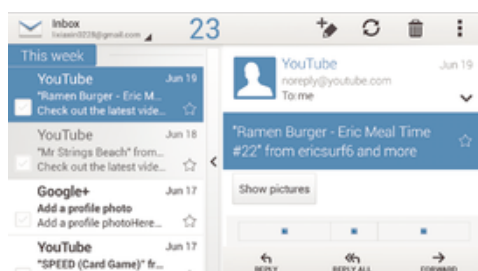 Inbox
23
This week
YouTube Jun 19
"Ramen Burger - Eric M...
Check out the latest vide...
YouTube Jun 18
"Mr Strings Beach" from...
Check out the latest vide...
Google+ Jun 17
Add a profile photo
Add a profile photoHere...
YouTube Jun 17
"SPEED (Card Game)" fr...
YouTube Jun 19
noreply@youtube.com
To: me
"Ramen Burger - Eric Meal Time
#22" from ericsurf6 and more
Show pictures
REPLY REPLY ALL FORWARD